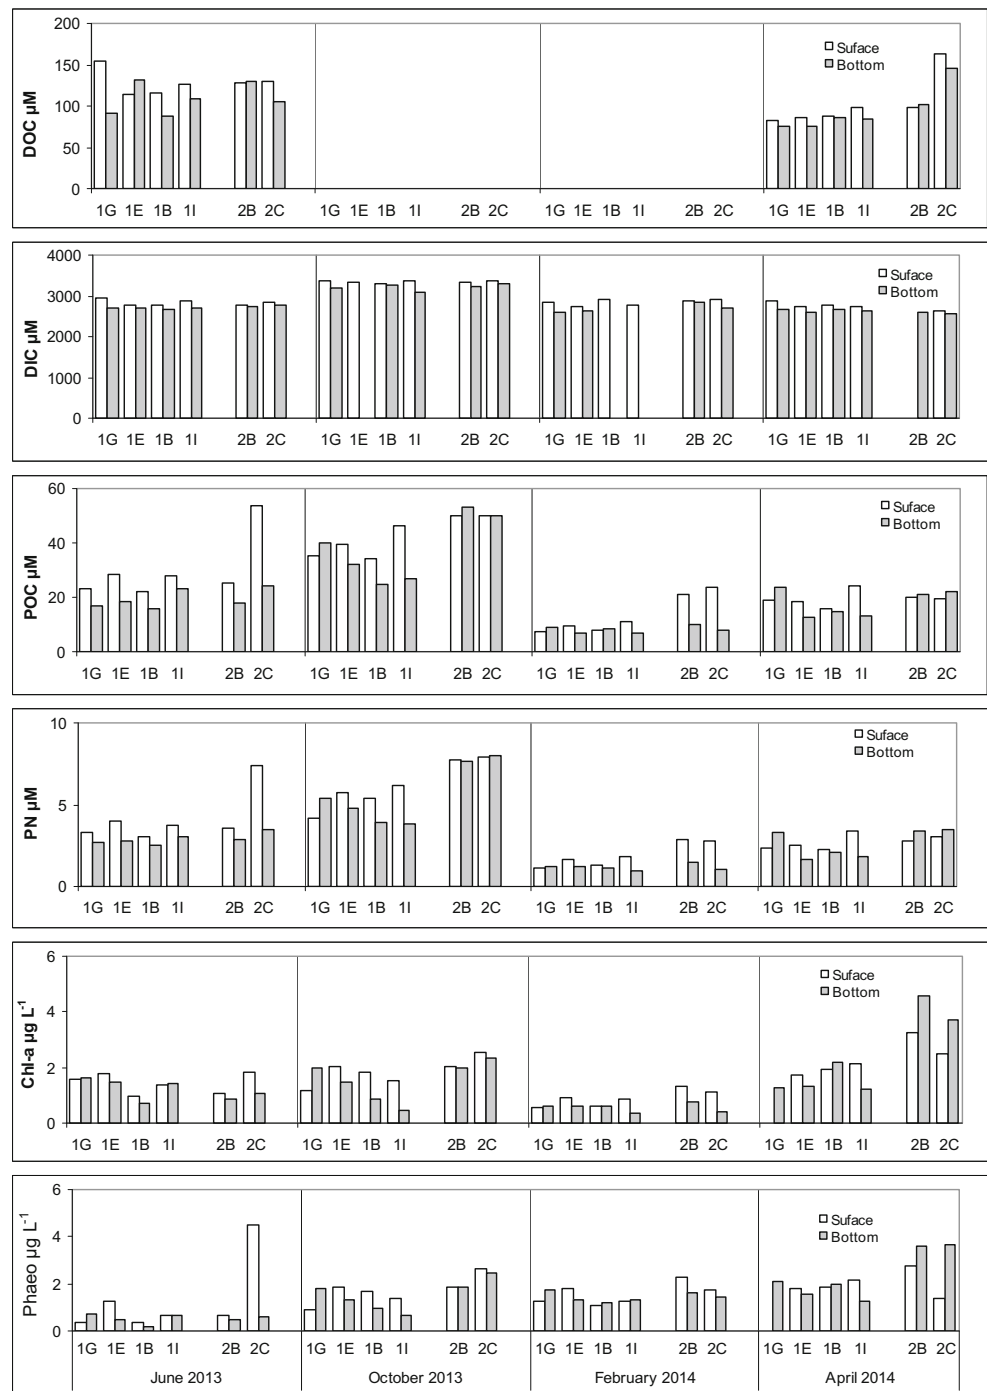 200
150
100
50
0
DOC µM
Suface
Bottom
1G 1E 1B 1I 2B 2C 1G 1E 1B 1I 2B 2C 1G 1E 1B 1I 2B 2C 1G 1E 1B 1I 2B 2C
4000
3000
2000
1000
0
DIC µM
Suface
Bottom
1G 1E 1B 1I 2B 2C 1G 1E 1B 1I 2B 2C 1G 1E 1B 1I 2B 2C 1G 1E 1B 1I 2B 2C
60
40
20
0
POC µM
Suface
Bottom
1G 1E 1B 1I 2B 2C 1G 1E 1B 1I 2B 2C 1G 1E 1B 1I 2B 2C 1G 1E 1B 1I 2B 2C
10
5
0
PN µM
Suface
Bottom
1G 1E 1B 1I 2B 2C 1G 1E 1B 1I 2B 2C 1G 1E 1B 1I 2B 2C 1G 1E 1B 1I 2B 2C
6
4
2
0
Chl-a µg L⁻¹
Suface
Bottom
1G 1E 1B 1I 2B 2C 1G 1E 1B 1I 2B 2C 1G 1E 1B 1I 2B 2C 1G 1E 1B 1I 2B 2C
6
4
2
0
Phaeo µg L⁻¹
Suface
Bottom
1G 1E 1B 1I 2B 2C 1G 1E 1B 1I 2B 2C 1G 1E 1B 1I 2B 2C 1G 1E 1B 1I 2B 2C
June 2013 October 2013 February 2014 April 2014